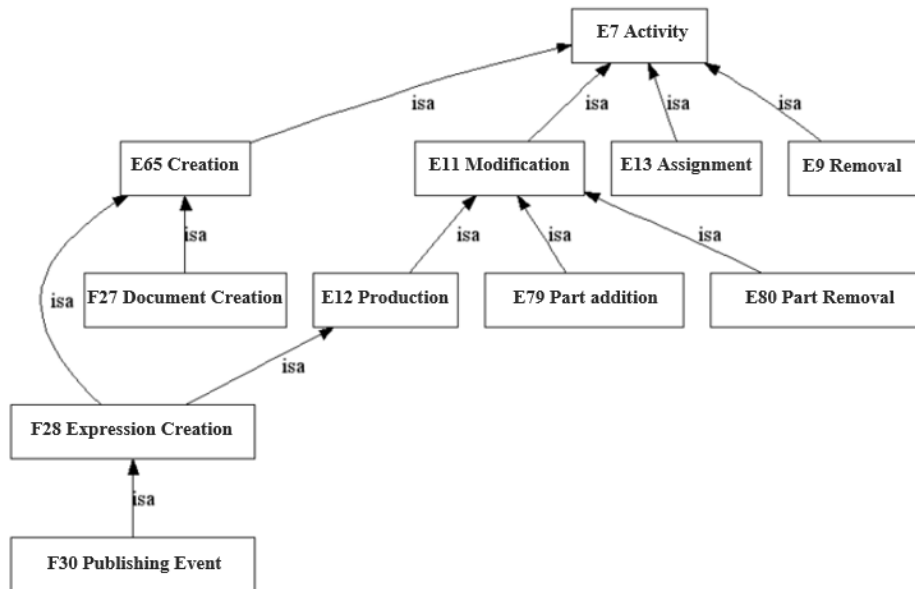 E7 Activity
isa
isa
isa
isa
E65 Creation
E11 Modification
E13 Assignment
E9 Removal
isa
isa
isa
isa
F27 Document Creation
E12 Production
E79 Part addition
E80 Part Removal
isa
isa
F28 Expression Creation
isa
F30 Publishing Event